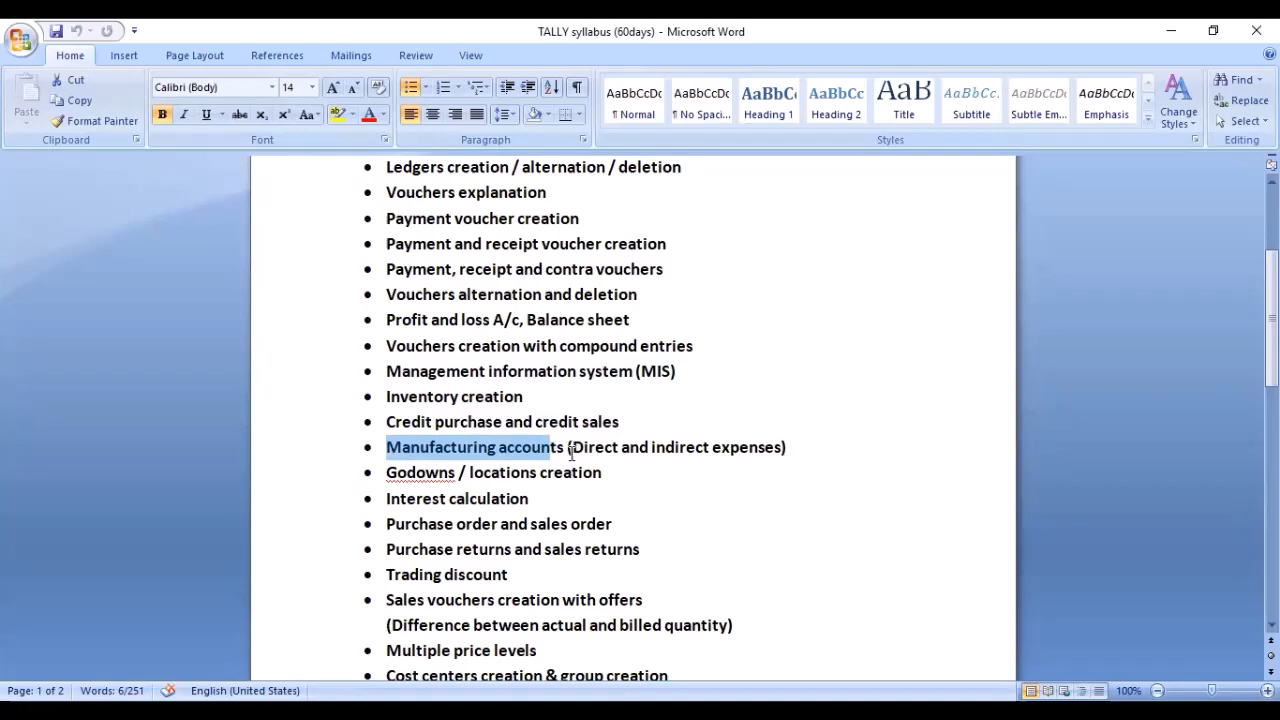 TALLY syllabus (60days) - Microsoft Word
Home Insert Page Layout References Mailings Review View
Paste
Cut
Copy
Format Painter
Clipboard
Calibri (Body) 14
B I U abc X₂ X² Aa
Font
Paragraph
AaBbCcDc AaBbCcDc AaBbC AaBbCc AaB AaBbCc. AaBbCcDc AaBbCcDc
¶ Normal ¶ No Spaci... Heading 1 Heading 2 Title Subtitle Subtle Em... Emphasis
Change Styles
Styles
Find
Replace
Select
Editing
• Ledgers creation / alternation / deletion
• Vouchers explanation
• Payment voucher creation
• Payment and receipt voucher creation
• Payment, receipt and contra vouchers
• Vouchers alternation and deletion
• Profit and loss A/c, Balance sheet
• Vouchers creation with compound entries
• Management information system (MIS)
• Inventory creation
• Credit purchase and credit sales
• Manufacturing accounts (Direct and indirect expenses)
• Godowns / locations creation
• Interest calculation
• Purchase order and sales order
• Purchase returns and sales returns
• Trading discount
• Sales vouchers creation with offers
(Difference between actual and billed quantity)
• Multiple price levels
• Cost centers creation & group creation
Page: 1 of 2 Words: 6/251 English (United States) 100%